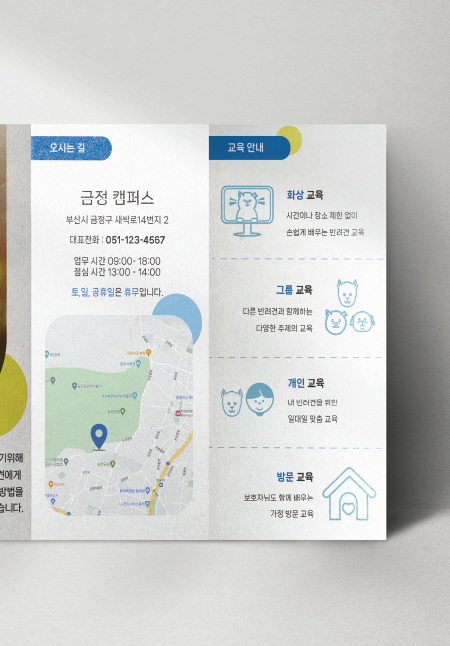 기위해
견에게
방법을
습니다.
오시는 길
금정 캠퍼스
부산시 금정구 새싹로14번지 2
대표전화 : 051-123-4567
업무 시간 09:00- 18:00
점심 시간 13:00 - 14:00
토,일, 공휴일은 휴무입니다.
교육 안내
화상 교육
시간이나 장소 제한 없이
손쉽게 배우는 반려견 교육
그룹 교육
다른 반려견과 함께하는
다양한 주제의 교육
개인 교육
내 반려견을 위한
일대일 맞춤 교육
방문 교육
보호자님도 함께 배우는
가정 방문 교육